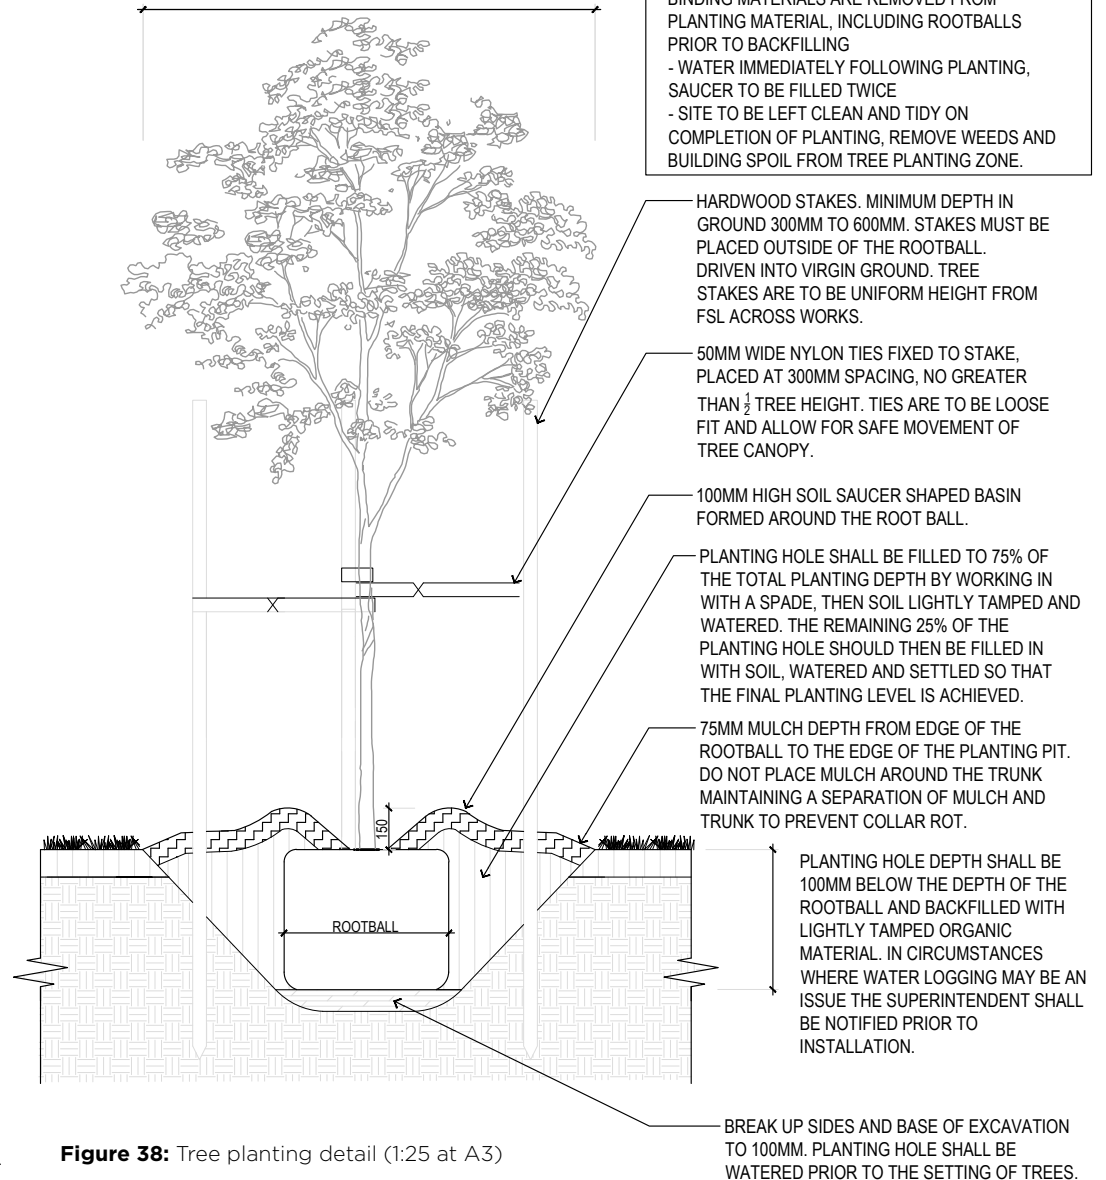 BINDING MATERIALS ARE REMOVED FROM
PLANTING MATERIAL, INCLUDING ROOTBALLS
PRIOR TO BACKFILLING
- WATER IMMEDIATELY FOLLOWING PLANTING,
SAUCER TO BE FILLED TWICE
- SITE TO BE LEFT CLEAN AND TIDY ON
COMPLETION OF PLANTING, REMOVE WEEDS AND
BUILDING SPOIL FROM TREE PLANTING ZONE.
HARDWOOD STAKES. MINIMUM DEPTH IN
GROUND 300MM TO 600MM. STAKES MUST BE
PLACED OUTSIDE OF THE ROOTBALL.
DRIVEN INTO VIRGIN GROUND. TREE
STAKES ARE TO BE UNIFORM HEIGHT FROM
FSL ACROSS WORKS.
50MM WIDE NYLON TIES FIXED TO STAKE,
PLACED AT 300MM SPACING, NO GREATER
THAN 1/2 TREE HEIGHT. TIES ARE TO BE LOOSE
FIT AND ALLOW FOR SAFE MOVEMENT OF
TREE CANOPY.
100MM HIGH SOIL SAUCER SHAPED BASIN
FORMED AROUND THE ROOT BALL.
PLANTING HOLE SHALL BE FILLED TO 75% OF
THE TOTAL PLANTING DEPTH BY WORKING IN
WITH A SPADE, THEN SOIL LIGHTLY TAMPED AND
WATERED. THE REMAINING 25% OF THE
PLANTING HOLE SHOULD THEN BE FILLED IN
WITH SOIL, WATERED AND SETTLED SO THAT
THE FINAL PLANTING LEVEL IS ACHIEVED.
75MM MULCH DEPTH FROM EDGE OF THE
ROOTBALL TO THE EDGE OF THE PLANTING PIT.
DO NOT PLACE MULCH AROUND THE TRUNK
MAINTAINING A SEPARATION OF MULCH AND
TRUNK TO PREVENT COLLAR ROT.
150
ROOTBALL
PLANTING HOLE DEPTH SHALL BE
100MM BELOW THE DEPTH OF THE
ROOTBALL AND BACKFILLED WITH
LIGHTLY TAMPED ORGANIC
MATERIAL. IN CIRCUMSTANCES
WHERE WATER LOGGING MAY BE AN
ISSUE THE SUPERINTENDENT SHALL
BE NOTIFIED PRIOR TO
INSTALLATION.
BREAK UP SIDES AND BASE OF EXCAVATION
TO 100MM. PLANTING HOLE SHALL BE
WATERED PRIOR TO THE SETTING OF TREES.
Figure 38: Tree planting detail (1:25 at A3)